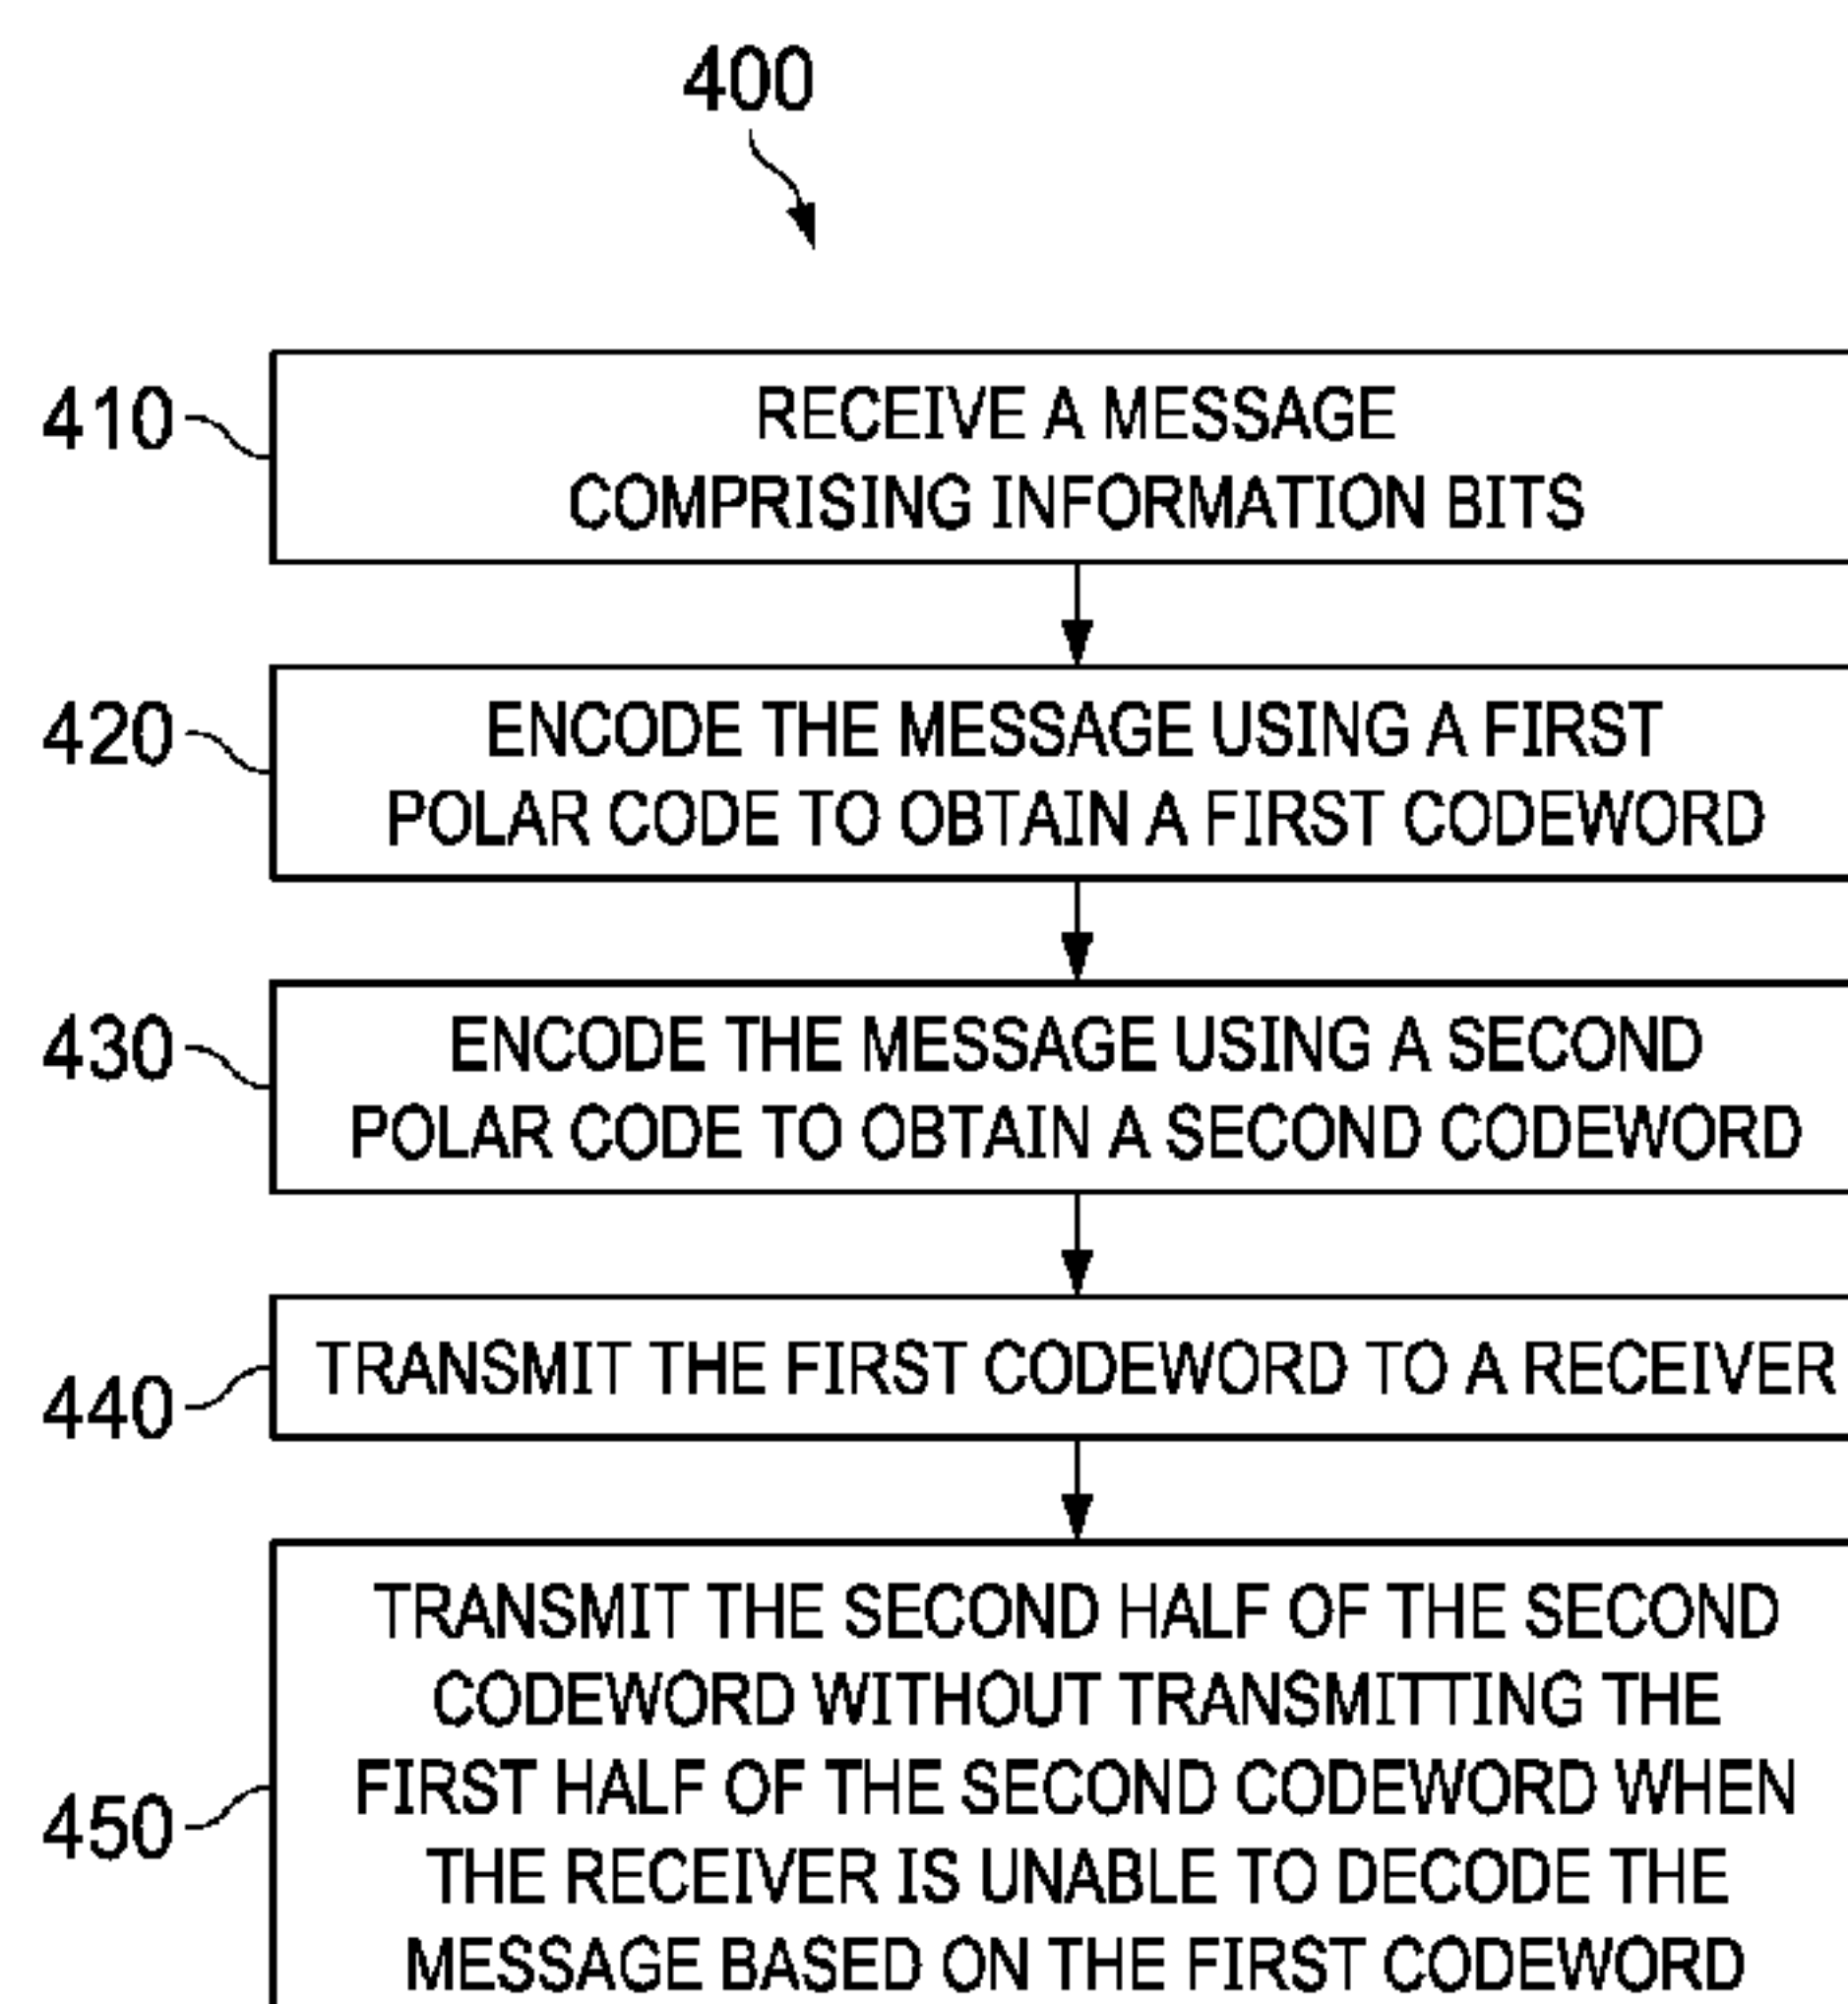 400
410
RECEIVE A MESSAGE
COMPRISING INFORMATION BITS
420
ENCODE THE MESSAGE USING A FIRST
POLAR CODE TO OBTAIN A FIRST CODEWORD
430
ENCODE THE MESSAGE USING A SECOND
POLAR CODE TO OBTAIN A SECOND CODEWORD
440
TRANSMIT THE FIRST CODEWORD TO A RECEIVER
450
TRANSMIT THE SECOND HALF OF THE SECOND
CODEWORD WITHOUT TRANSMITTING THE
FIRST HALF OF THE SECOND CODEWORD WHEN
THE RECEIVER IS UNABLE TO DECODE THE
MESSAGE BASED ON THE FIRST CODEWORD